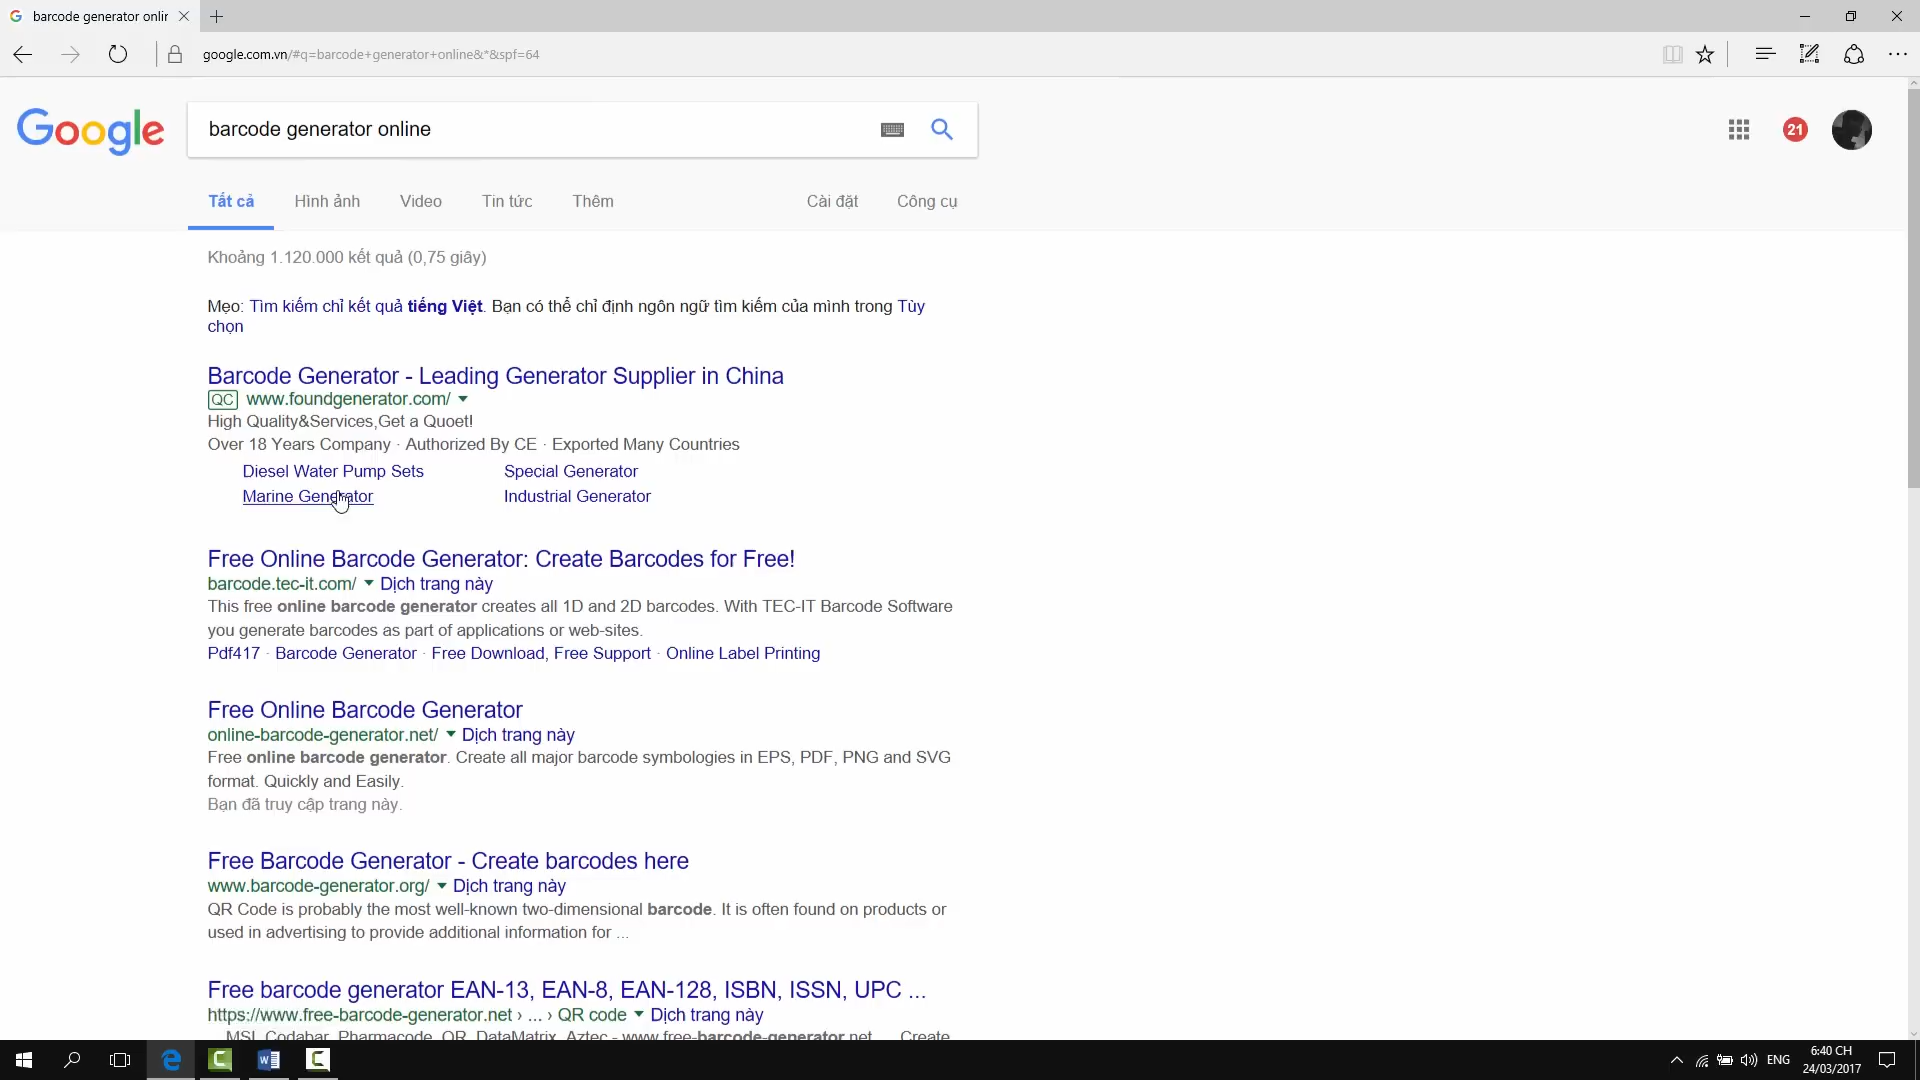 barcode generator onlin
google.com.vn/#q=barcode+generator+online&*&spf=64
Google
barcode generator online
21
Tất cả Hình ảnh Video Tin tức Thêm Cài đặt Công cụ
Khoảng 1.120.000 kết quả (0,75 giây)
Mẹo: Tìm kiếm chỉ kết quả tiếng Việt. Bạn có thể chỉ định ngôn ngữ tìm kiếm của mình trong Tùy
chọn
Barcode Generator - Leading Generator Supplier in China
QC www.foundgenerator.com/
High Quality&Services,Get a Quoet!
Over 18 Years Company · Authorized By CE · Exported Many Countries
Diesel Water Pump Sets Special Generator
Marine Generator Industrial Generator
Free Online Barcode Generator: Create Barcodes for Free!
barcode.tec-it.com/ Dịch trang này
This free online barcode generator creates all 1D and 2D barcodes. With TEC-IT Barcode Software
you generate barcodes as part of applications or web-sites.
Pdf417 · Barcode Generator · Free Download, Free Support · Online Label Printing
Free Online Barcode Generator
online-barcode-generator.net/ Dịch trang này
Free online barcode generator. Create all major barcode symbologies in EPS, PDF, PNG and SVG
format. Quickly and Easily.
Bạn đã truy cập trang này.
Free Barcode Generator - Create barcodes here
www.barcode-generator.org/ Dịch trang này
QR Code is probably the most well-known two-dimensional barcode. It is often found on products or
used in advertising to provide additional information for ...
Free barcode generator EAN-13, EAN-8, EAN-128, ISBN, ISSN, UPC ...
https://www.free-barcode-generator.net › ... › QR code Dịch trang này
MSI, Codabar, Pharmacode, QR, DataMatrix, Aztec - www.free-barcode-generator.net ... Create
ENG
6:40 CH
24/03/2017